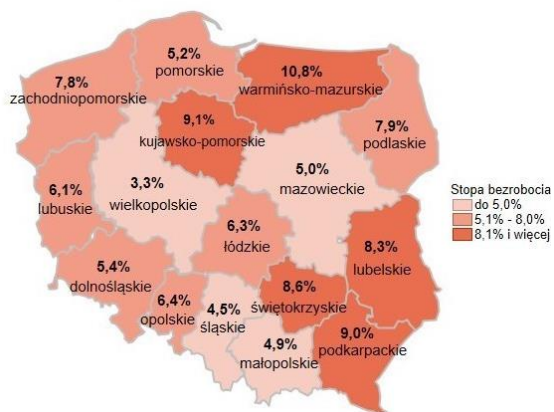 5,2%
pomorskie
7,8%
zachodniopomorskie
10,8%
warmińsko-mazurskie
9,1%
kujawsko-pomorskie
7,9%
podlaskie
5,0%
mazowieckie
3,3%
wielkopolskie
6,1%
lubuskie
6,3%
łódzkie
8,3%
lubelskie
5,4%
dolnośląskie
6,4%
opolskie
4,5%
śląskie
8,6%
świętokrzyskie
4,9%
małopolskie
9,0%
podkarpackie
Stopa bezrobocia
do 5,0%
5,1% - 8,0%
8,1% i więcej